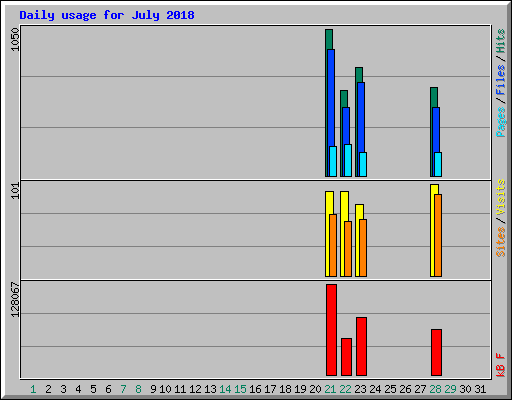 Daily usage for July 2018
1050
Pages / Files / Hits
101
Sites / Visits
128067
kB F
1 2 3 4 5 6 7 8 9 10 11 12 13 14 15 16 17 18 19 20 21 22 23 24 25 26 27 28 29 30 31